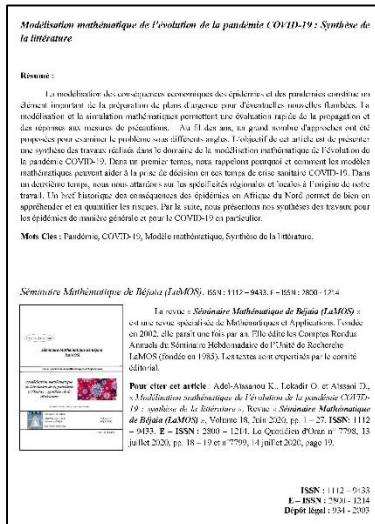 Modélisation mathématique de l'évolution de la pandémie COVID-19 : Synthèse de
la littérature
Résumé :
La modélisation des conséquences économiques des épidémies et des pandémies constitue un
élément important de la préparation de plans d'urgence pour d'éventuelles nouvelles flambées. La
modélisation et la simulation mathématiques permettent une évaluation rapide de la propagation et
des réponses aux mesures de précautions. Au fil des ans, un grand nombre d'approches ont été
proposées pour examiner le problème sous différents angles. L'objectif de cet article est de présenter
une synthèse des travaux réalisés dans le domaine de la modélisation mathématique de l'évolution de
la pandémie COVID-19. Dans un premier temps, nous rappelons pourquoi et comment les modèles
mathématiques peuvent aider à la prise de décision en ces temps de crise sanitaire COVID-19. Dans
un deuxième temps, nous nous attardons sur les spécificités régionales et locales à l'origine de notre
travail. Un bref historique des conséquences des épidémies en Afrique du Nord permet de bien en
appréhender et en quantifier les risques. Par la suite, nous présentons nos synthèses des travaux pour
les épidémies de manière générale et pour le COVID-19 en particulier.
Mots Cles : Pandémie, COVID-19, Modèle mathématique, Synthèse de la littérature.
Séminaire Mathématique de Béjaia (LaMOS). ISSN : 1112 – 9433. E – ISSN : 2800 - 1214
La revue « Séminaire Mathématique de Béjaia (LaMOS) »
est une revue spécialisée de Mathématiques et Applications. Fondée
en 2002, elle paraît une fois par an. Elle édite les Comptes Rendus
Annuels du Séminaire Hebdomadaire de l'Unité de Recherche
LaMOS (fondée en 1985). Les textes sont expertisés par le comité
éditorial.
Pour citer cet article : Adel-Aissanou K., Lekadir O. et Aissani D.,
« Modélisation mathématique de l'évolution de la pandémie COVID-
19 : synthèse de la littérature », Revue « Séminaire Mathématique
de Béjaia (LaMOS) », Volume 18, Juin 2020, pp. 1 – 27. ISSN: 1112
– 9433. E – ISSN : 2800 – 1214. Le Quotidien d'Oran n° 7798, 13
juillet 2020, pp. 18 – 19 et n°7799, 14 juillet 2020, page 19.
ISSN : 1112 – 9433
E – ISSN : 2800 – 1214
Dépôt légal : 934 - 2003